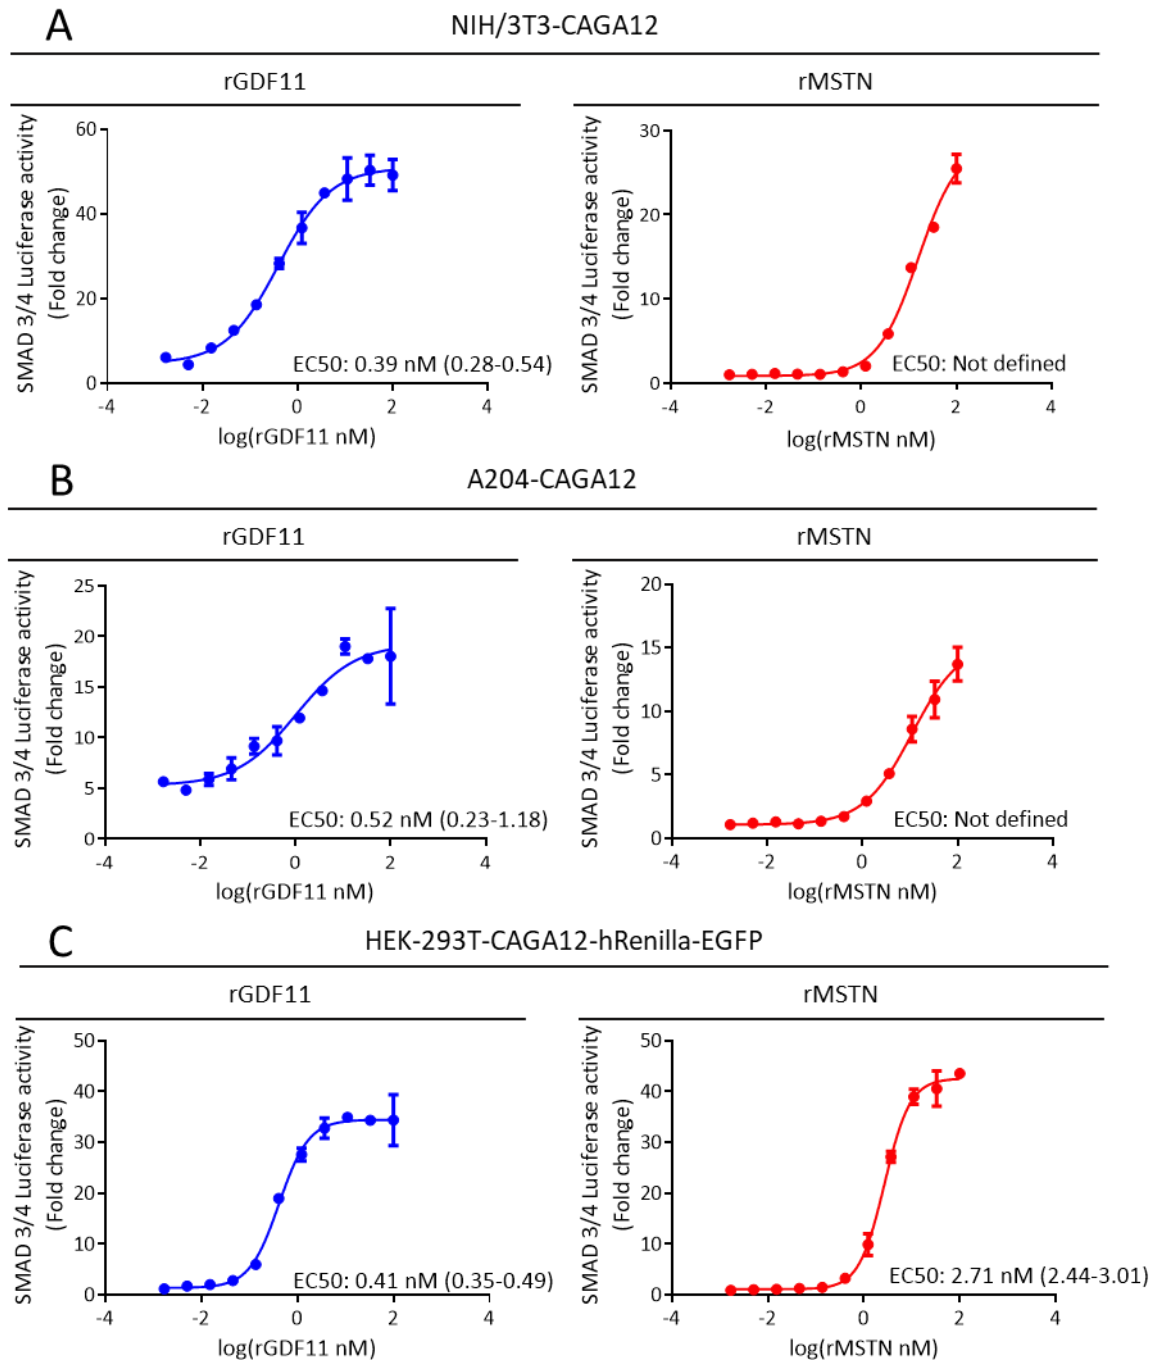 A
NIH/3T3-CAGA12
rGDF11
rMSTN
SMAD 3/4 Luciferase activity
(Fold change)
60
40
20
0
-4
-2
0
2
4
EC50: 0.39 nM (0.28-0.54)
log(rGDF11 nM)
SMAD 3/4 Luciferase activity
(Fold change)
30
20
10
0
-4
-2
0
2
4
EC50: Not defined
log(rMSTN nM)
B
A204-CAGA12
rGDF11
rMSTN
SMAD 3/4 Luciferase activity
(Fold change)
25
20
15
10
5
0
-4
-2
0
2
4
EC50: 0.52 nM (0.23-1.18)
log(rGDF11 nM)
SMAD 3/4 Luciferase activity
(Fold change)
20
15
10
5
0
-4
-2
0
2
4
EC50: Not defined
log(rMSTN nM)
C
HEK-293T-CAGA12-hRenilla-EGFP
rGDF11
rMSTN
SMAD 3/4 Luciferase activity
(Fold change)
50
40
30
20
10
0
-4
-2
0
2
4
EC50: 0.41 nM (0.35-0.49)
log(rGDF11 nM)
SMAD 3/4 Luciferase activity
(Fold change)
50
40
30
20
10
0
-4
-2
0
2
4
EC50: 2.71 nM (2.44-3.01)
log(rMSTN nM)